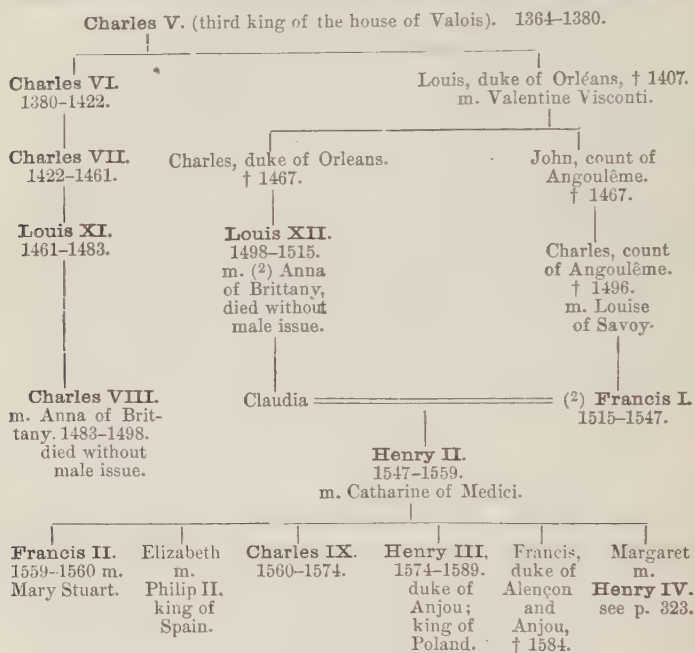 Charles V. (third king of the house of Valois). 1364–1380.
Charles VI.
1380–1422.
Louis, duke of Orléans, † 1407.
m. Valentine Visconti.
Charles VII.
1422–1461.
Charles, duke of Orleans.
† 1467.
John, count of
Angoulême.
† 1467.
Louis XI.
1461–1483.
Louis XII.
1498–1515.
m. (2) Anna
of Brittany,
died without
male issue.
Charles, count
of Angoulême.
† 1496.
m. Louise
of Savoy.
Charles VIII.
m. Anna of Brit-
tany. 1483–1498.
died without
male issue.
Claudia
(2) Francis I.
1515–1547.
Henry II.
1547–1559.
m. Catharine of Medici.
Francis II.
1559–1560 m.
Mary Stuart.
Elizabeth
m.
Philip II.
king of
Spain.
Charles IX.
1560–1574.
Henry III,
1574–1589.
duke of
Anjou;
king of
Poland.
Francis,
duke of
Alençon
and
Anjou,
† 1584.
Margaret
m.
Henry IV.
see p. 323.